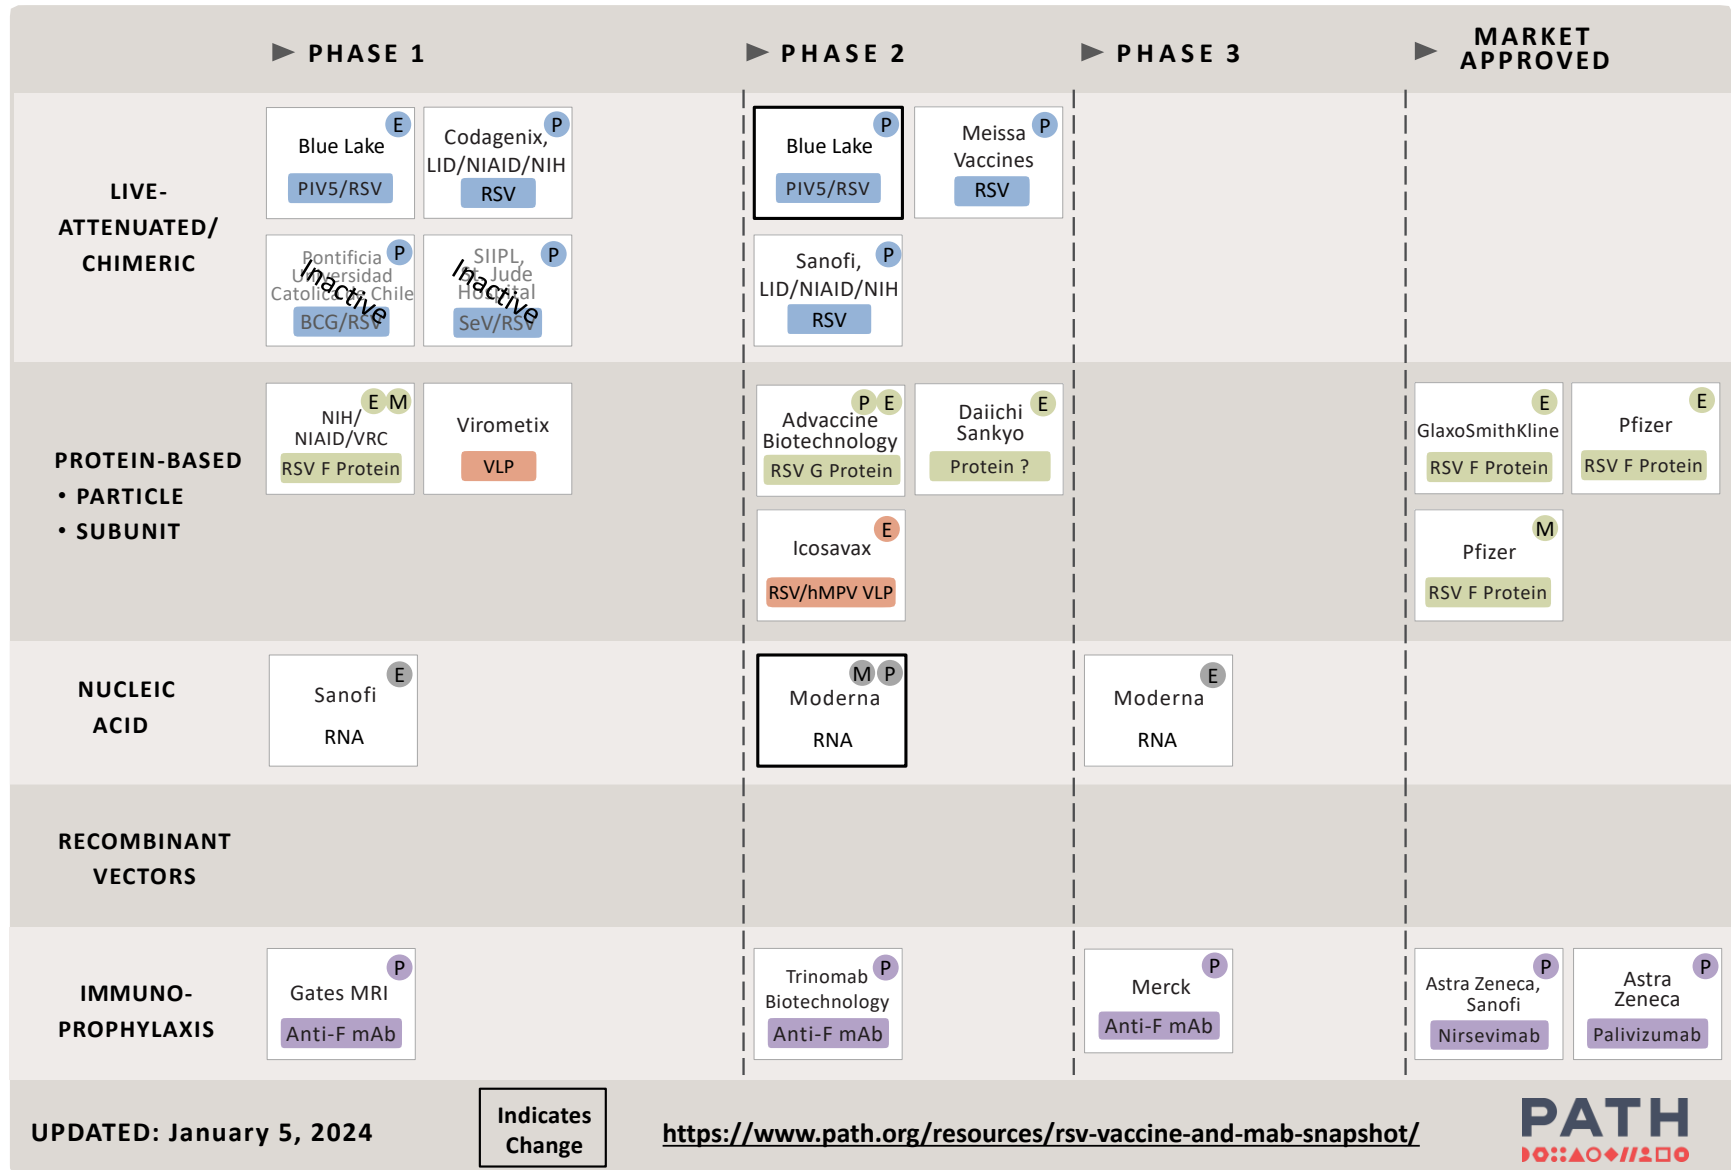 PHASE 1
PHASE 2
PHASE 3
MARKET
APPROVED
LIVE-
ATTENUATED/
CHIMERIC
E
Blue Lake
PIV5/RSV
P
Codagenix,
LID/NIAID/NIH
RSV
P
Blue Lake
PIV5/RSV
P
Meissa
Vaccines
RSV
P
Pontificia
Universidad
Catolica de Chile
BCG/RSV
Inactive
P
SIIPL,
St. Jude
Hospital
SeV/RSV
Inactive
P
Sanofi,
LID/NIAID/NIH
RSV
PROTEIN-BASED
• PARTICLE
• SUBUNIT
E M
NIH/
NIAID/VRC
RSV F Protein
Virometix
VLP
P E
Advaccine
Biotechnology
RSV G Protein
E
Daiichi
Sankyo
Protein ?
E
GlaxoSmithKline
RSV F Protein
E
Pfizer
RSV F Protein
E
Icosavax
RSV/hMPV VLP
M
Pfizer
RSV F Protein
NUCLEIC
ACID
E
Sanofi
RNA
M P
Moderna
RNA
E
Moderna
RNA
RECOMBINANT
VECTORS
IMMUNO-
PROPHYLAXIS
P
Gates MRI
Anti-F mAb
P
Trinomab
Biotechnology
Anti-F mAb
P
Merck
Anti-F mAb
P
Astra Zeneca,
Sanofi
Nirsevimab
P
Astra
Zeneca
Palivizumab
UPDATED: January 5, 2024
Indicates
Change
https://www.path.org/resources/rsv-vaccine-and-mab-snapshot/
PATH